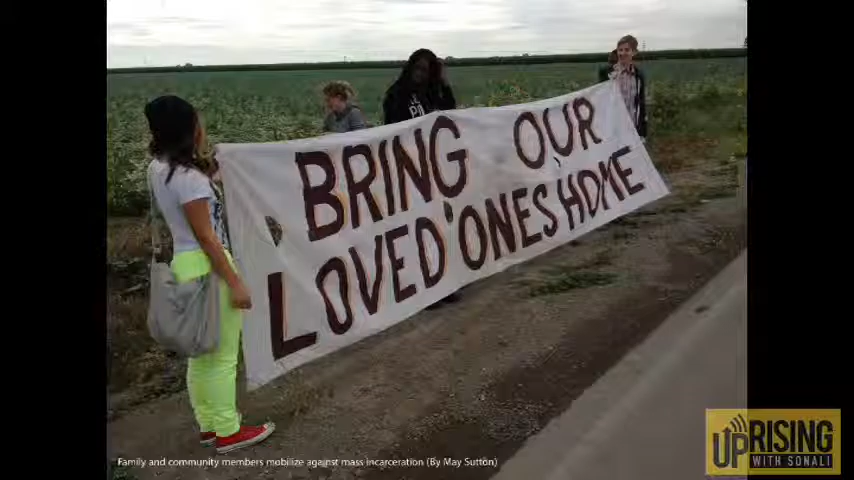 BRING OUR
LOVED ONES HOME
Family and community members mobilize against mass incarceration (By May Sutton)
UPRISING
WITH SONALI